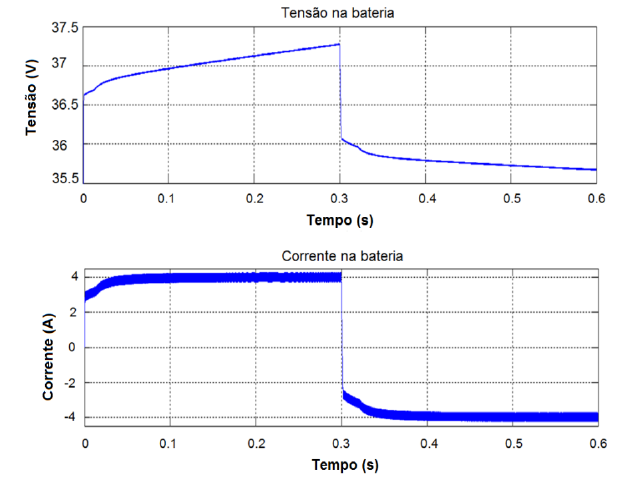 Tensão na bateria
37.5
37
36.5
36
35.5
Tensão (V)
0 0.1 0.2 0.3 0.4 0.5 0.6
Tempo (s)
Corrente na bateria
4
2
0
-2
-4
Corrente (A)
0 0.1 0.2 0.3 0.4 0.5 0.6
Tempo (s)